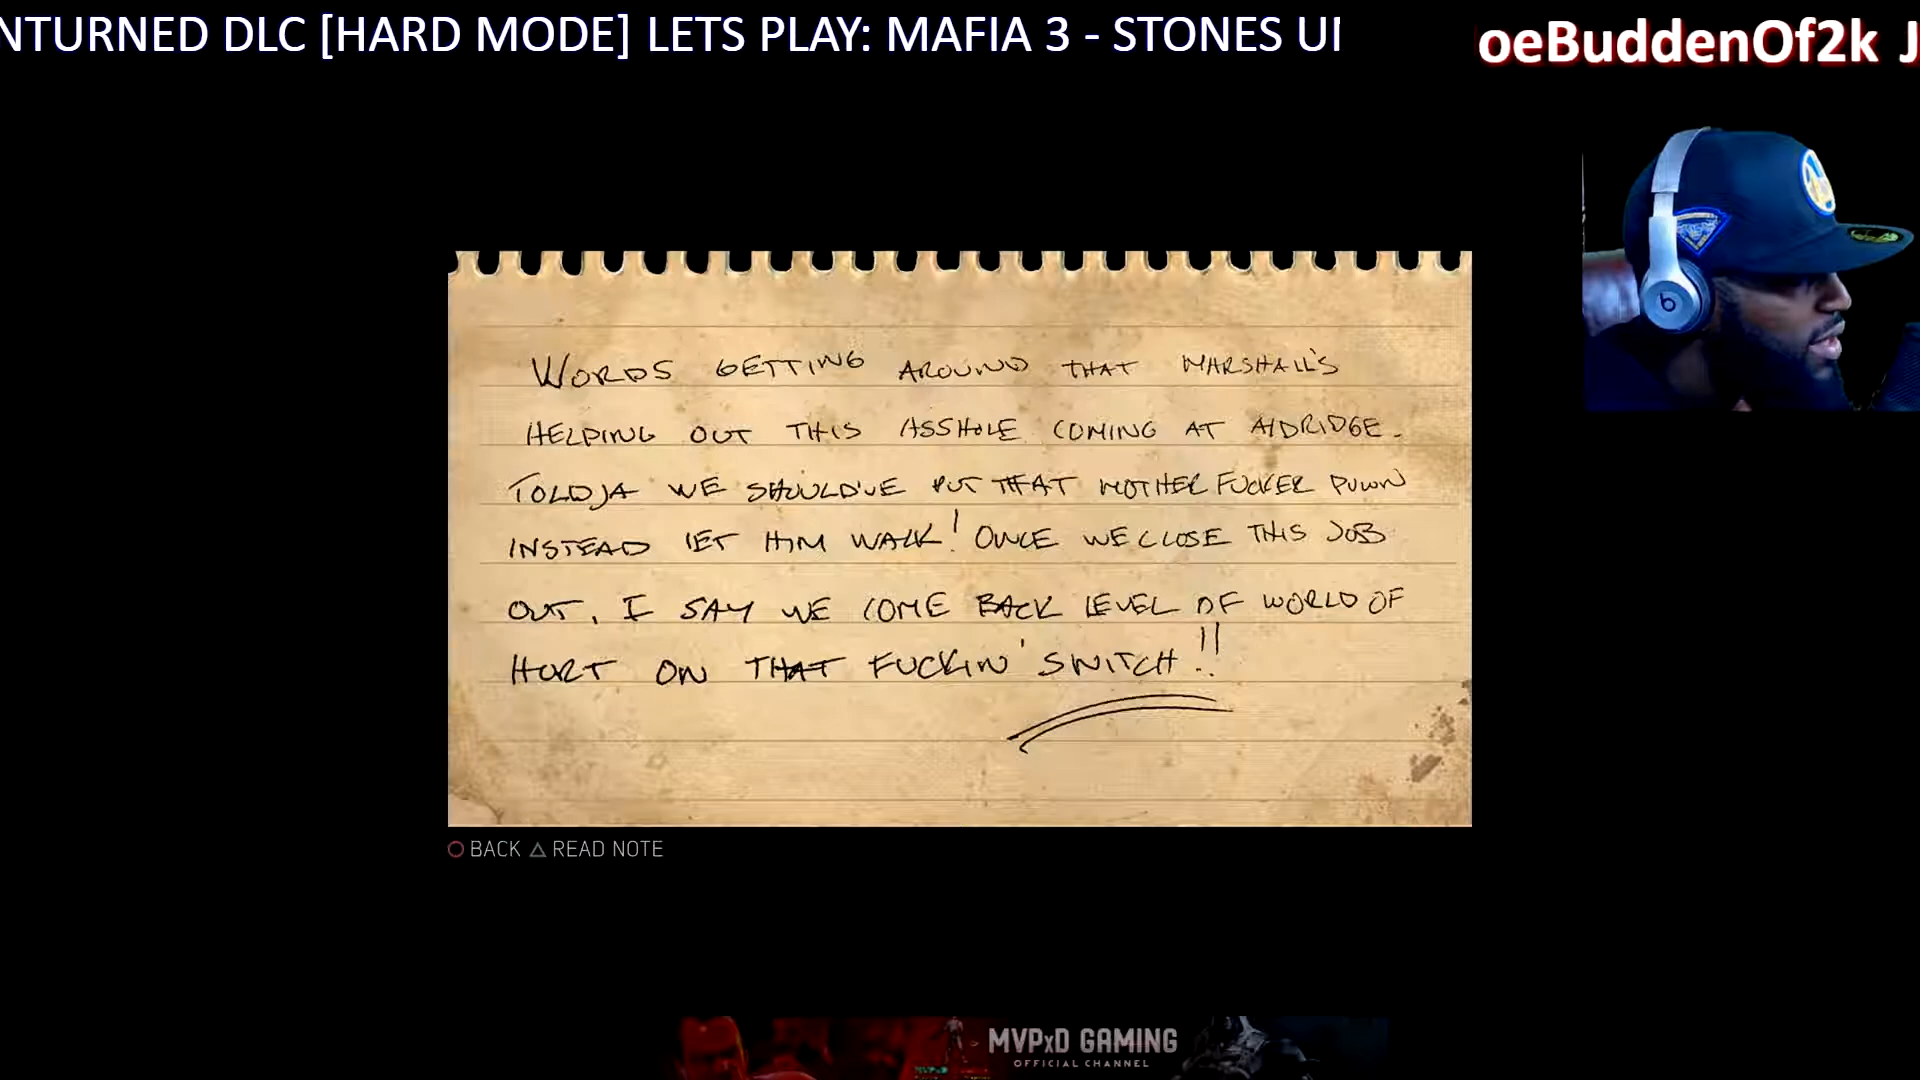 NTURNED DLC [HARD MODE] LETS PLAY: MAFIA 3 - STONES UI
oeBuddenOf2k J
WORDS GETTING AROUND THAT MARSHALL'S
HELPING OUT THIS ASSHOLE COMING AT ALDRIDGE.
TOLDJA WE SHOULD'VE PUT THAT MOTHER FUCKER DOWN
INSTEAD LET HIM WALK! ONCE WE CLOSE THIS JOB
OUT, I SAY WE COME BACK LEVEL OF WORLD OF
HURT ON THAT FUCKIN' SNITCH!!
BACK READ NOTE
MVPxD GAMING
OFFICIAL CHANNEL